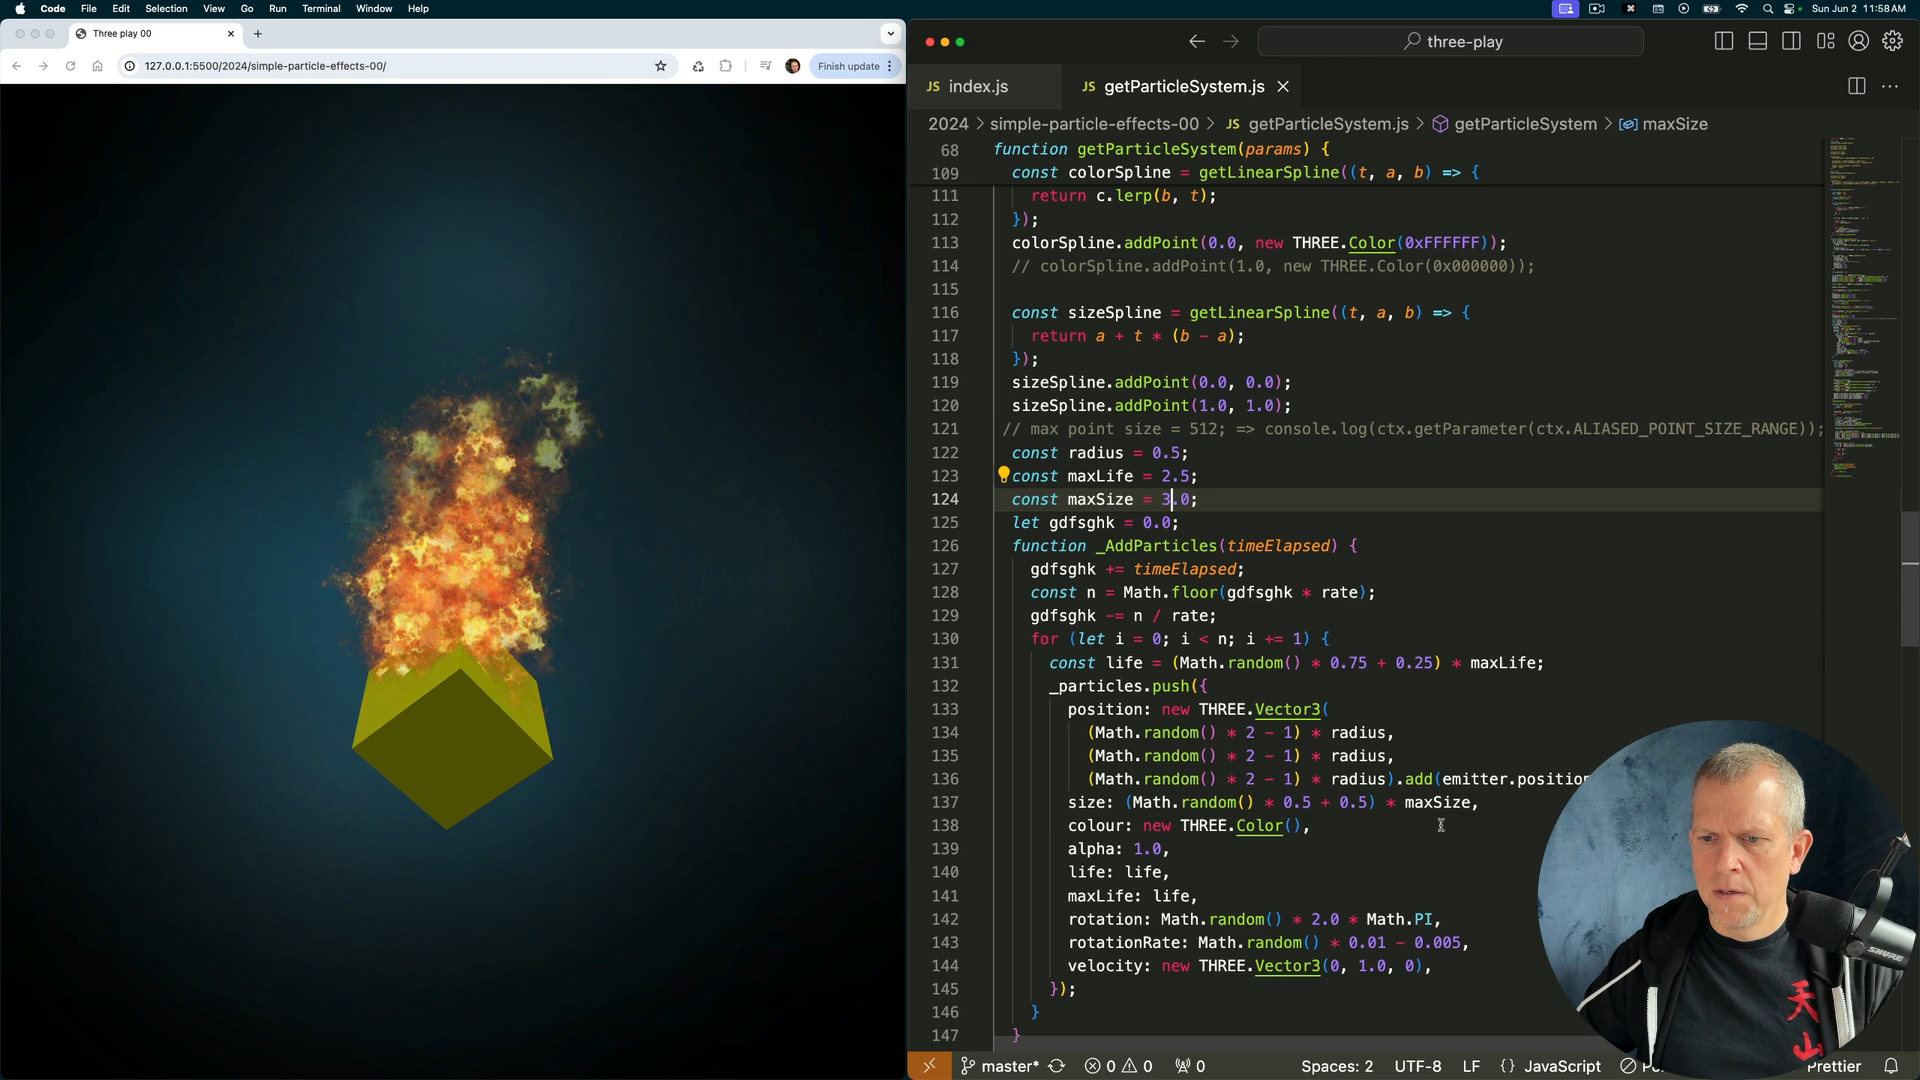 Code File Edit Selection View Go Run Terminal Window Help
Sun Jun 2 11:58 AM
Three play 00
127.0.0.1:5500/2024/simple-particle-effects-00/
Finish update
three-play
JS index.js
JS getParticleSystem.js
2024 > simple-particle-effects-00 > JS getParticleSystem.js > getParticleSystem > maxSize
68 function getParticleSystem(params) {
109 const colorSpline = getLinearSpline((t, a, b) => {
111 return c.lerp(b, t);
112 });
113 colorSpline.addPoint(0.0, new THREE.Color(0xFFFFFF));
114 // colorSpline.addPoint(1.0, new THREE.Color(0x000000));
115
116 const sizeSpline = getLinearSpline((t, a, b) => {
117 return a + t * (b - a);
118 });
119 sizeSpline.addPoint(0.0, 0.0);
120 sizeSpline.addPoint(1.0, 1.0);
121 // max point size = 512; => console.log(ctx.getParameter(ctx.ALIASED_POINT_SIZE_RANGE));
122 const radius = 0.5;
123 const maxLife = 2.5;
124 const maxSize = 3.0;
125 let gdfsghk = 0.0;
126 function _AddParticles(timeElapsed) {
127 gdfsghk += timeElapsed;
128 const n = Math.floor(gdfsghk * rate);
129 gdfsghk -= n / rate;
130 for (let i = 0; i < n; i += 1) {
131 const life = (Math.random() * 0.75 + 0.25) * maxLife;
132 _particles.push({
133 position: new THREE.Vector3(
134 (Math.random() * 2 - 1) * radius,
135 (Math.random() * 2 - 1) * radius,
136 (Math.random() * 2 - 1) * radius).add(emitter.position
137 size: (Math.random() * 0.5 + 0.5) * maxSize,
138 colour: new THREE.Color(),
139 alpha: 1.0,
140 life: life,
141 maxLife: life,
142 rotation: Math.random() * 2.0 * Math.PI,
143 rotationRate: Math.random() * 0.01 - 0.005,
144 velocity: new THREE.Vector3(0, 1.0, 0),
145 });
146 }
147 }
SHURE
天
山
master* 0 0 0 Spaces: 2 UTF-8 LF {} JavaScript Prettier